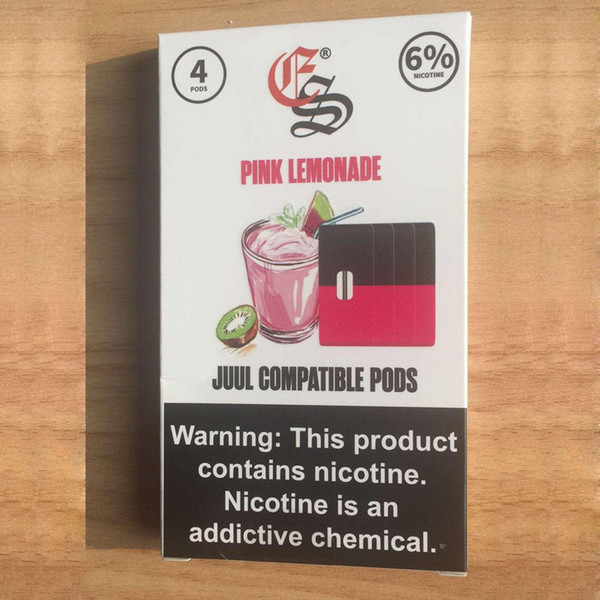 4
PODS
6%
NICOTINE
ES®
PINK LEMONADE
JUUL COMPATIBLE PODS
Warning: This product
contains nicotine.
Nicotine is an
addictive chemical.